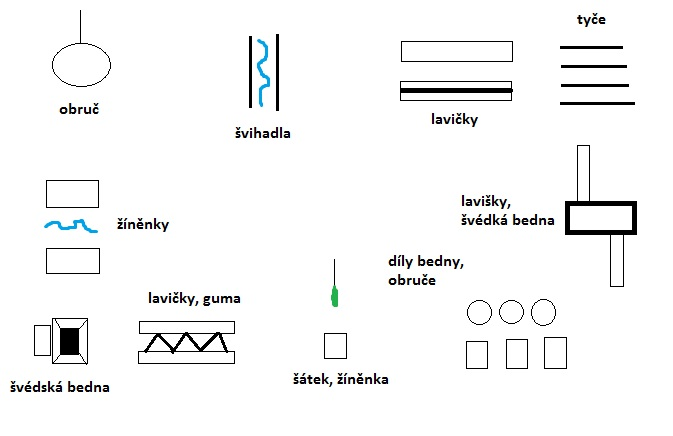 tyče
obruč
švihadla
lavičky
lavišky,
švédká bedna
žíněnky
díly bedny,
obruče
lavičky, guma
šátek, žíněnka
švédská bedna